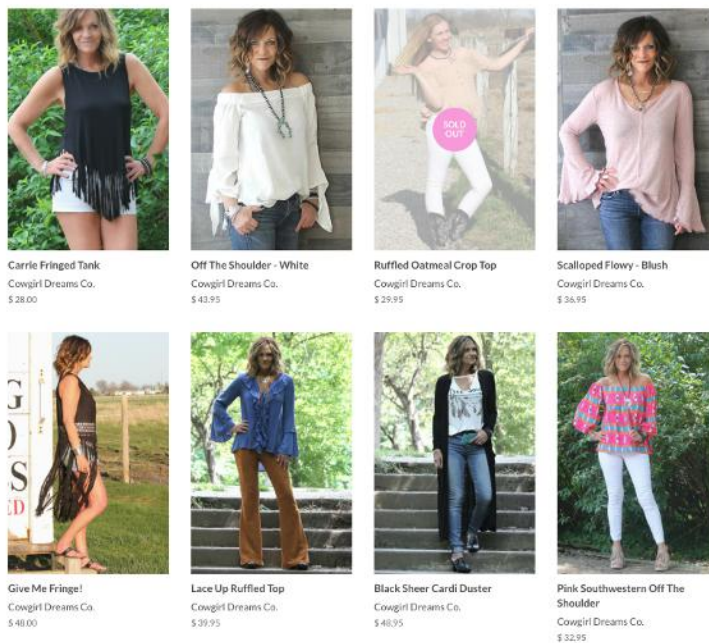 Carrie Fringed Tank
Cowgirl Dreams Co.
$ 28.00
Off The Shoulder - White
Cowgirl Dreams Co.
$ 43.95
SOLD
OUT
Ruffled Oatmeal Crop Top
Cowgirl Dreams Co.
$ 29.95
Scalloped Flowy - Blush
Cowgirl Dreams Co.
$ 36.95
G
S
ED
Give Me Fringe!
Cowgirl Dreams Co.
$ 48.00
Lace Up Ruffled Top
Cowgirl Dreams Co.
$ 39.95
Black Sheer Cardi Duster
Cowgirl Dreams Co.
$ 48.95
Pink Southwestern Off The
Shoulder
Cowgirl Dreams Co.
$ 32.95